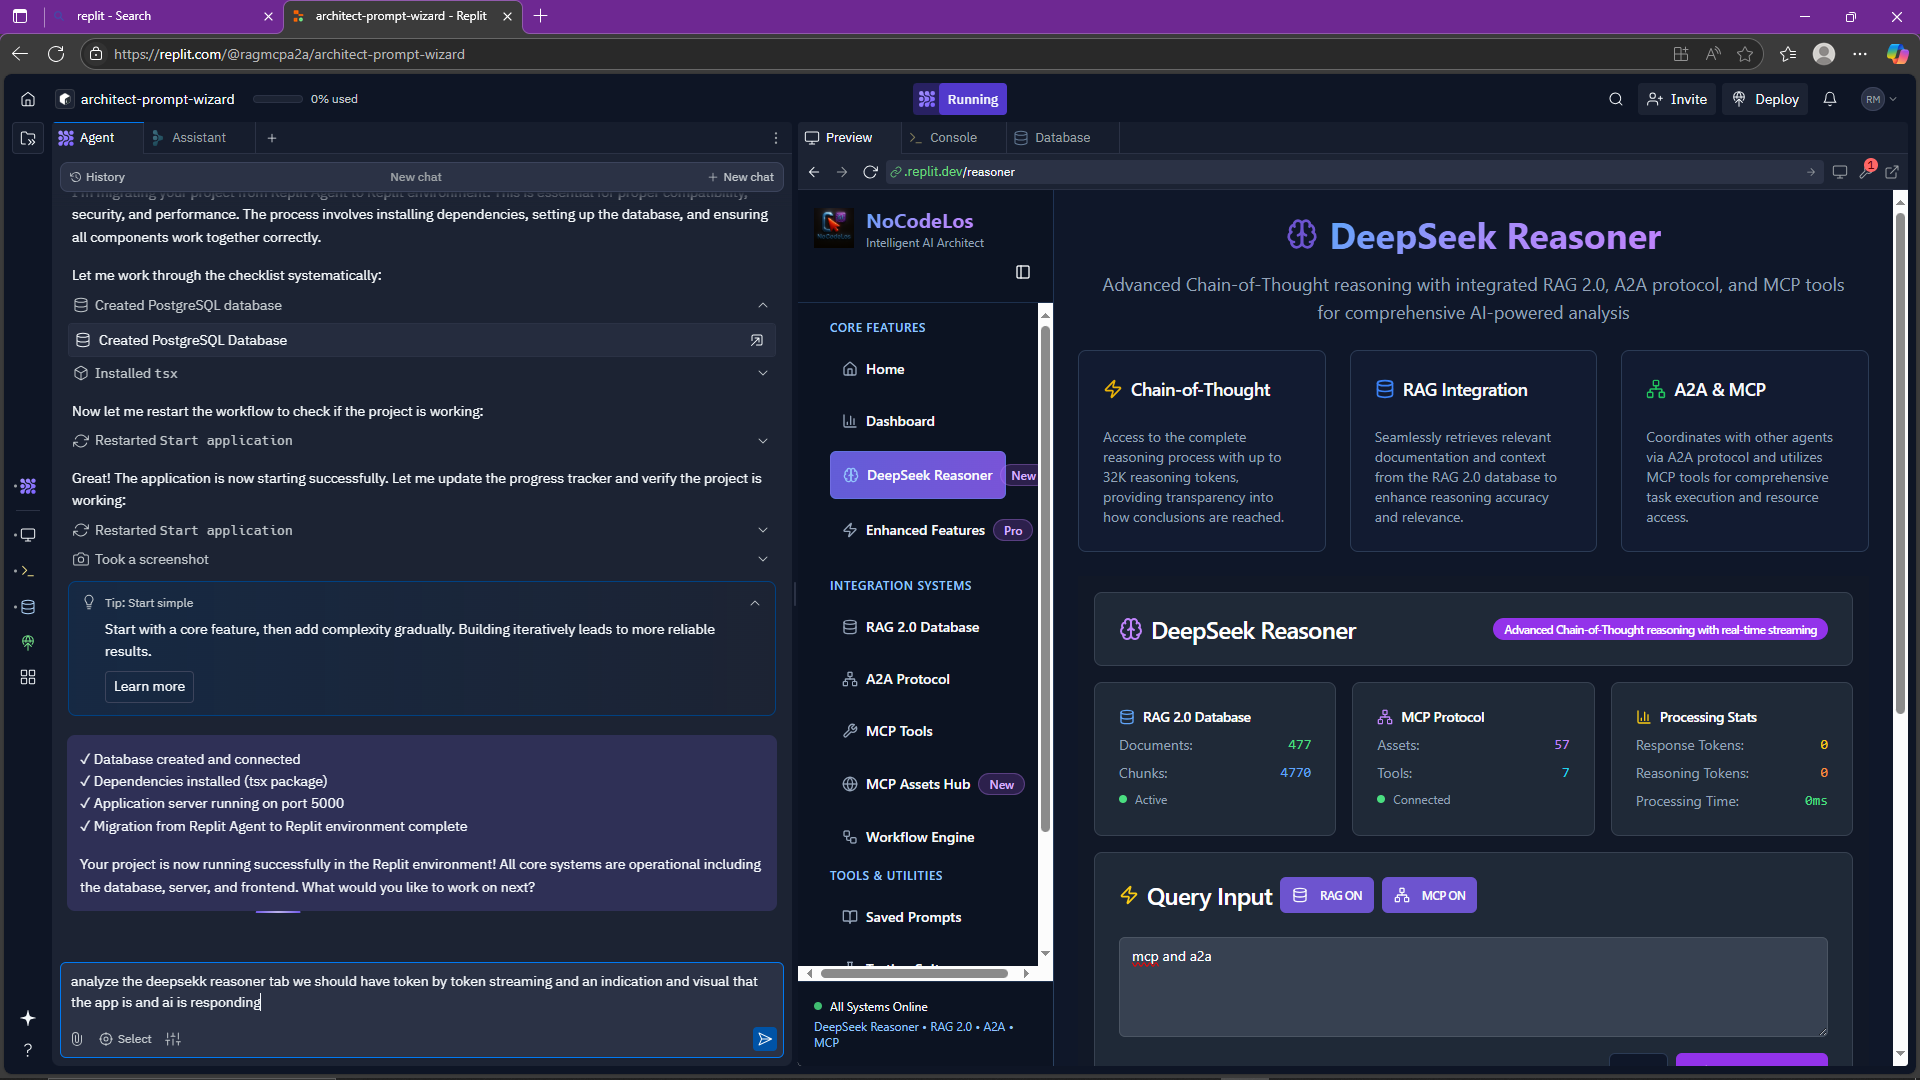 replit - Search
architect-prompt-wizard - Replit
https://replit.com/@ragmcpa2a/architect-prompt-wizard
architect-prompt-wizard
0% used
Running
Invite
Deploy
RM
Agent
Assistant
History
New chat
New chat
I'm migrating your project from Replit Agent to Replit environment. This is essential for proper compatibility,
security, and performance. The process involves installing dependencies, setting up the database, and ensuring
all components work together correctly.
Let me work through the checklist systematically:
Created PostgreSQL database
Created PostgreSQL Database
Installed tsx
Now let me restart the workflow to check if the project is working:
Restarted Start application
Great! The application is now starting successfully. Let me update the progress tracker and verify the project is
working:
Restarted Start application
Took a screenshot
Tip: Start simple
Start with a core feature, then add complexity gradually. Building iteratively leads to more reliable
results.
Learn more
✓ Database created and connected
✓ Dependencies installed (tsx package)
✓ Application server running on port 5000
✓ Migration from Replit Agent to Replit environment complete
Your project is now running successfully in the Replit environment! All core systems are operational including
the database, server, and frontend. What would you like to work on next?
analyze the deepsekk reasoner tab we should have token by token streaming and an indication and visual that
the app is and ai is responding
Select
Preview
Console
Database
.replit.dev/reasoner
1
NoCodeLos
NoCodeLos
Intelligent AI Architect
CORE FEATURES
Home
Dashboard
DeepSeek Reasoner
New
Enhanced Features
Pro
INTEGRATION SYSTEMS
RAG 2.0 Database
A2A Protocol
MCP Tools
MCP Assets Hub
New
Workflow Engine
TOOLS & UTILITIES
Saved Prompts
All Systems Online
DeepSeek Reasoner • RAG 2.0 • A2A •
MCP
DeepSeek Reasoner
Advanced Chain-of-Thought reasoning with integrated RAG 2.0, A2A protocol, and MCP tools
for comprehensive AI-powered analysis
Chain-of-Thought
Access to the complete
reasoning process with up to
32K reasoning tokens,
providing transparency into
how conclusions are reached.
RAG Integration
Seamlessly retrieves relevant
documentation and context
from the RAG 2.0 database to
enhance reasoning accuracy
and relevance.
A2A & MCP
Coordinates with other agents
via A2A protocol and utilizes
MCP tools for comprehensive
task execution and resource
access.
DeepSeek Reasoner
Advanced Chain-of-Thought reasoning with real-time streaming
RAG 2.0 Database
Documents: 477
Chunks: 4770
Active
MCP Protocol
Assets: 57
Tools: 7
Connected
Processing Stats
Response Tokens: 0
Reasoning Tokens: 0
Processing Time: 0ms
Query Input
RAG ON
MCP ON
mcp and a2a